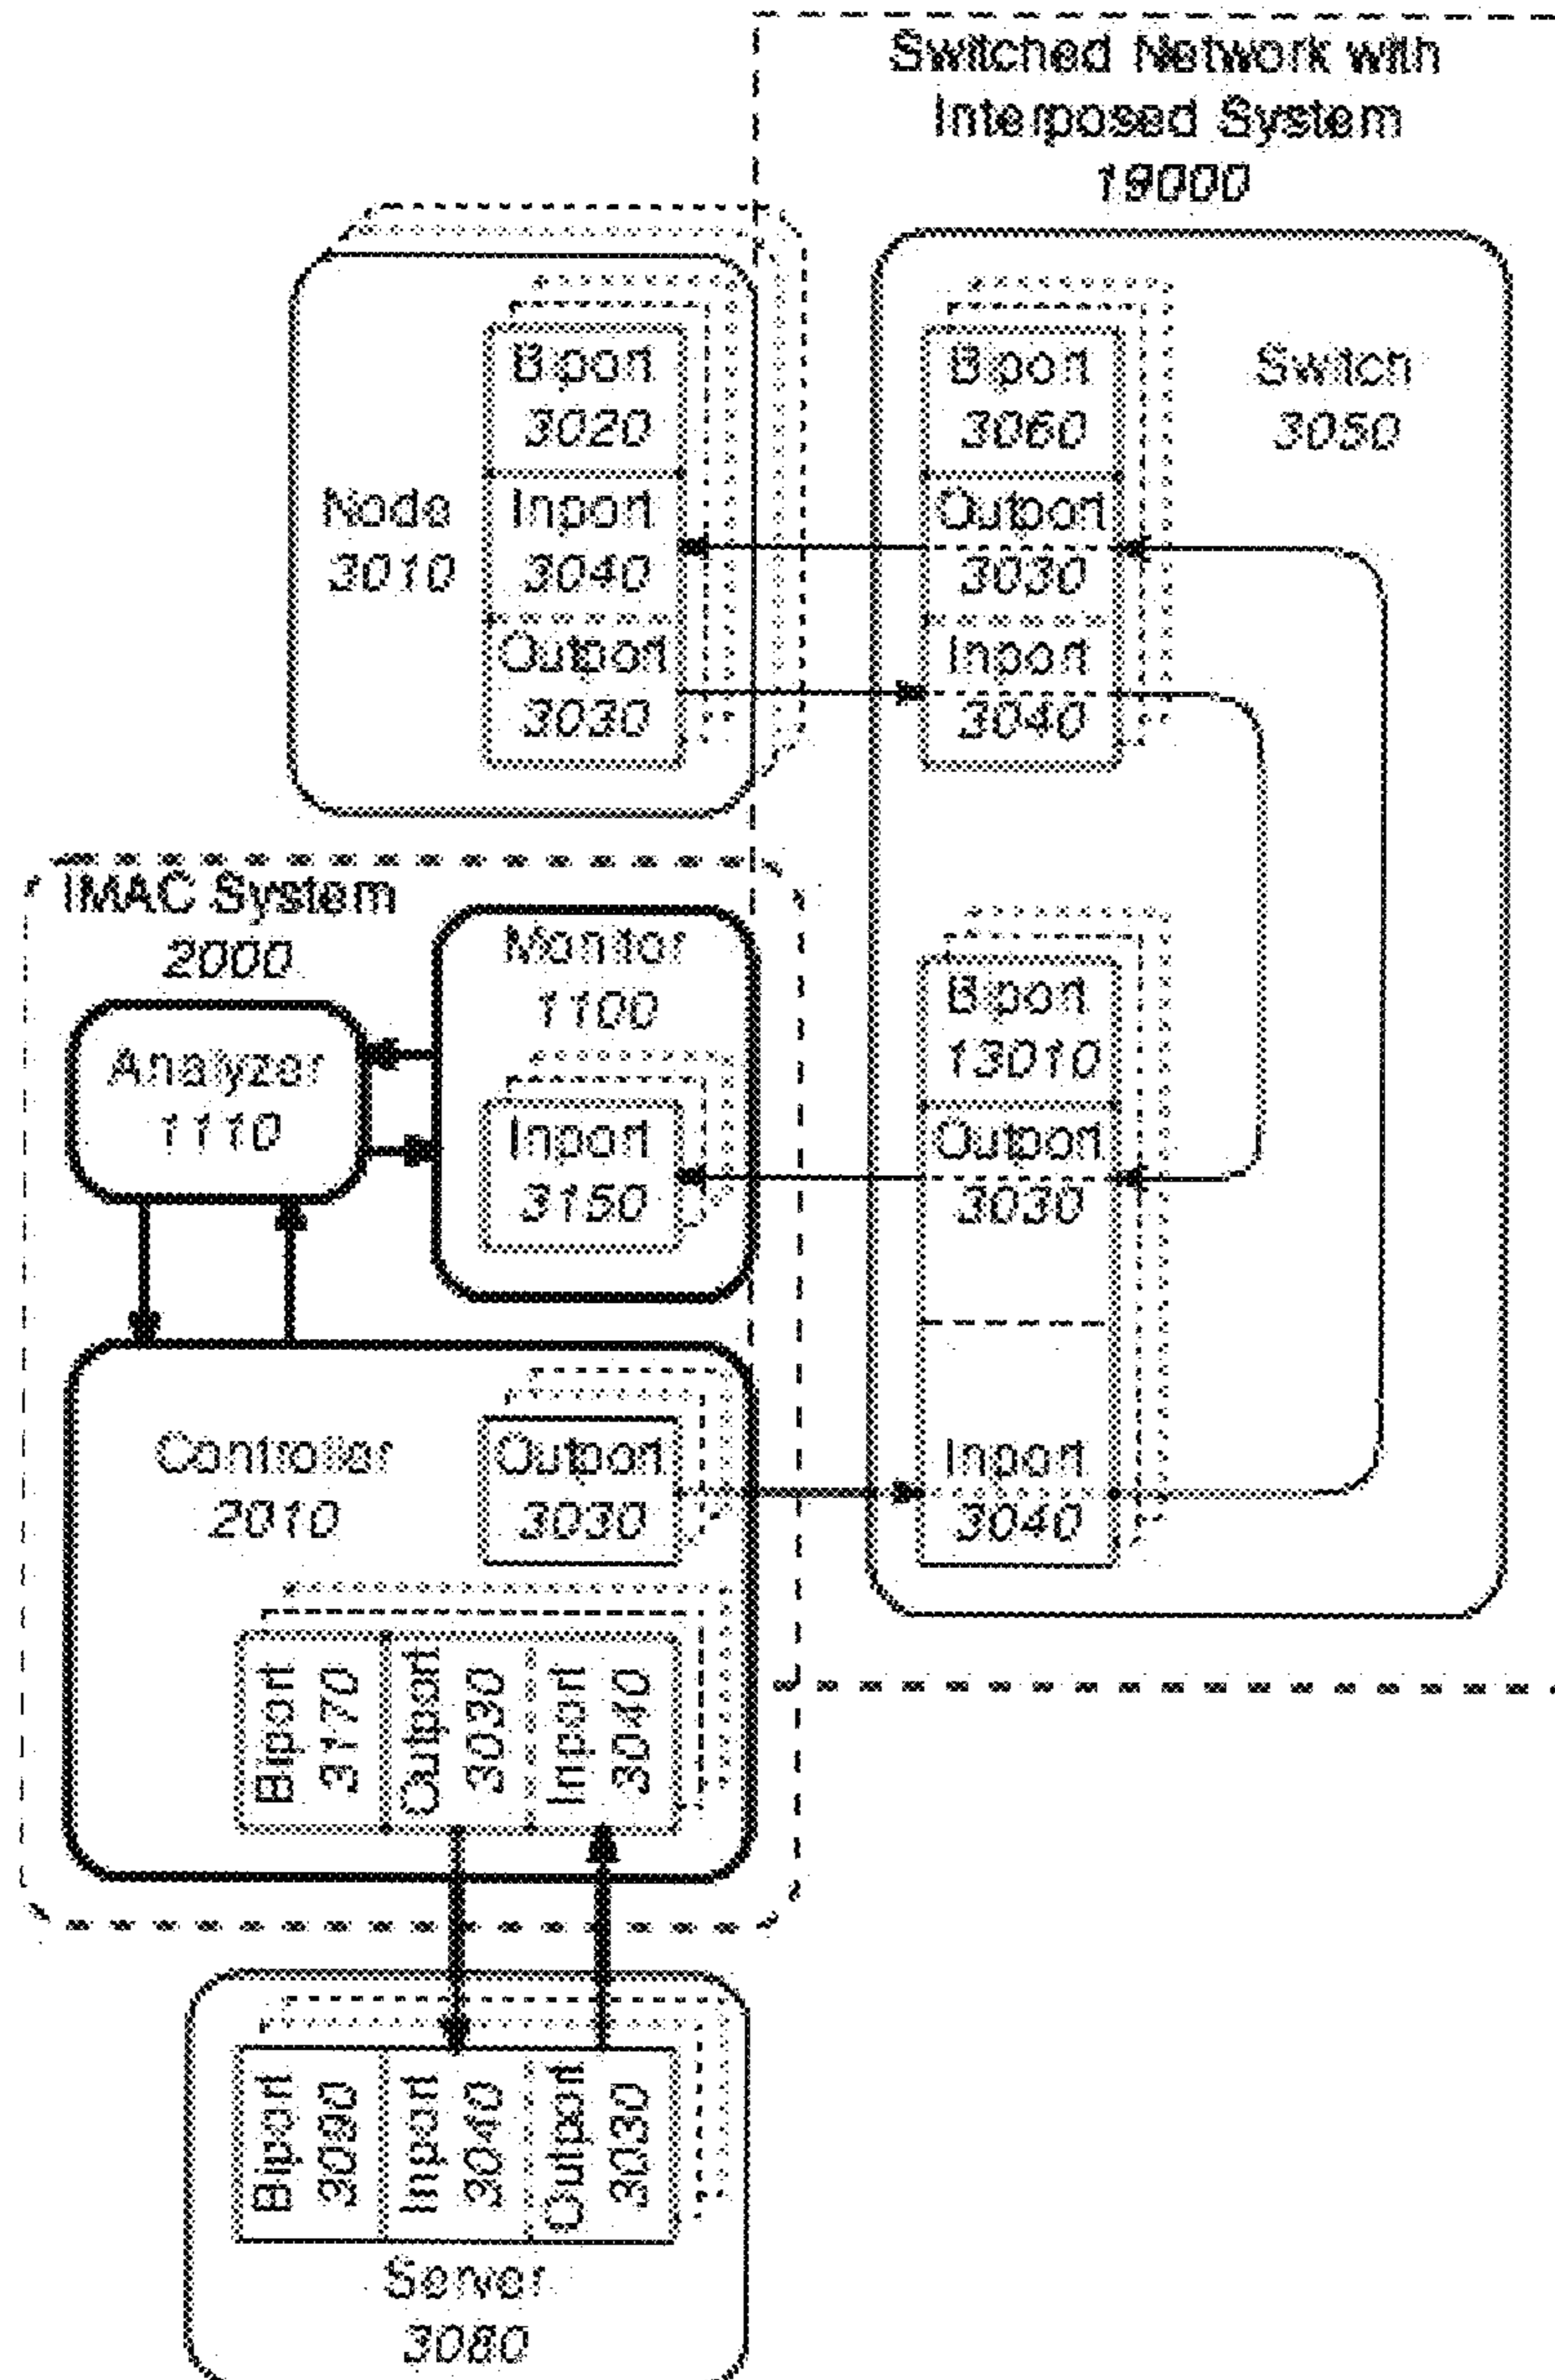 Switched Network with
Interposed System
19000
Biport
3020
Node
3010
Inport
3040
Outport
3030
Biport
3060
Switch
3050
Outport
3030
Inport
3040
IMAC System
2000
Monitor
1100
Analyzer
1110
Inport
3150
Biport
13010
Outport
3030
Inport
3040
Controller
2010
Outport
3030
Biport
3170
Outport
3030
Inport
3040
Biport
3090
Inport
3040
Outport
3030
Server
3080